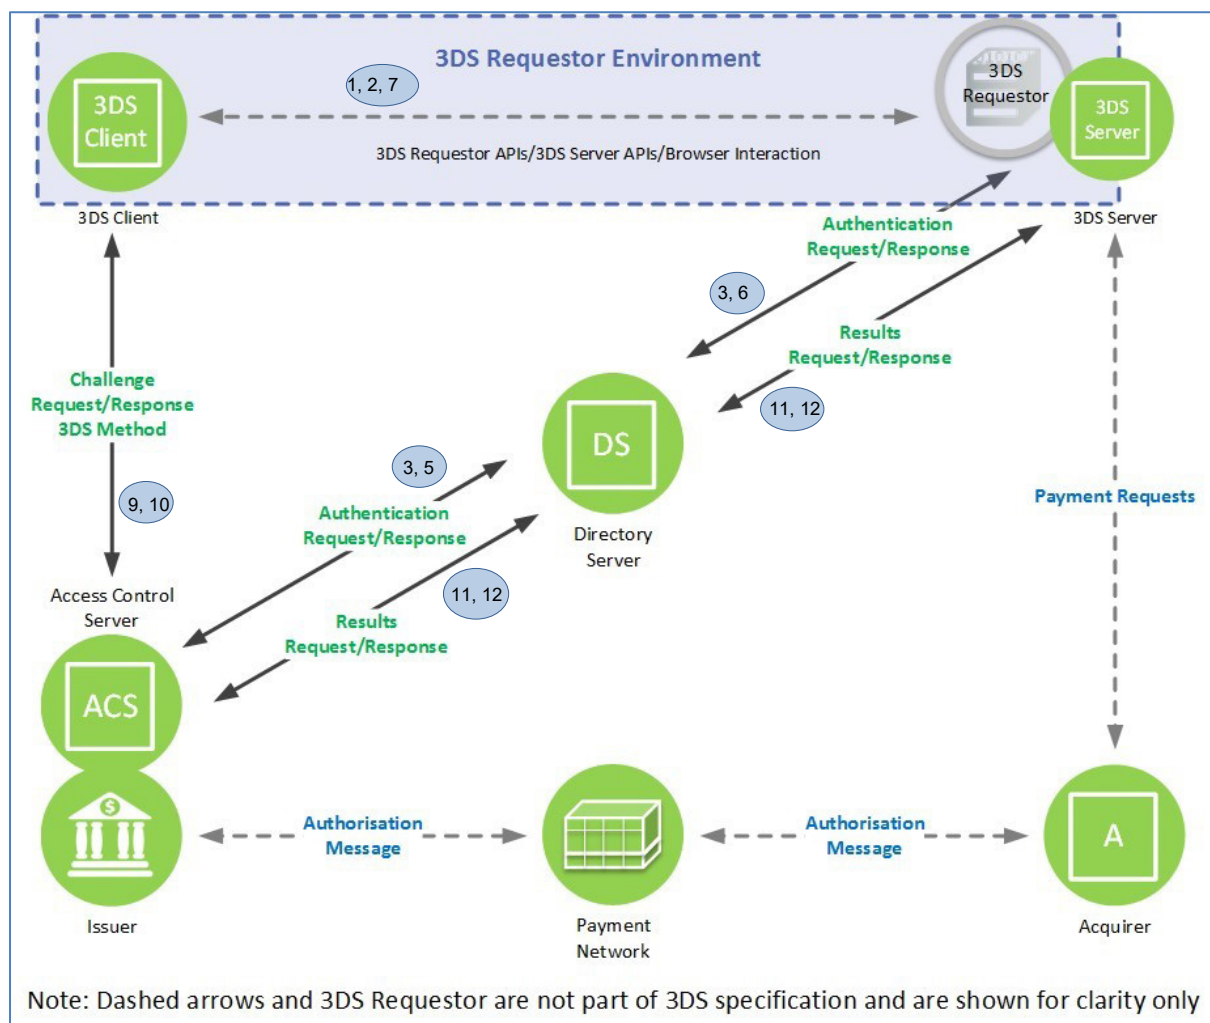 3DS Requestor Environment
1, 2, 7
3DS
Client
3DS
Requestor
3DS
Server
3DS Requestor APIs/3DS Server APIs/Browser Interaction
3DS Client
3DS Server
Authentication
Request/Response
3, 6
Results
Request/Response
11, 12
Challenge
Request/Response
3DS Method
9, 10
DS
Directory
Server
3, 5
Authentication
Request/Response
11, 12
Results
Request/Response
Payment Requests
Access Control
Server
ACS
$
Issuer
Authorisation
Message
Payment
Network
Authorisation
Message
A
Acquirer
Note: Dashed arrows and 3DS Requestor are not part of 3DS specification and are shown for clarity only